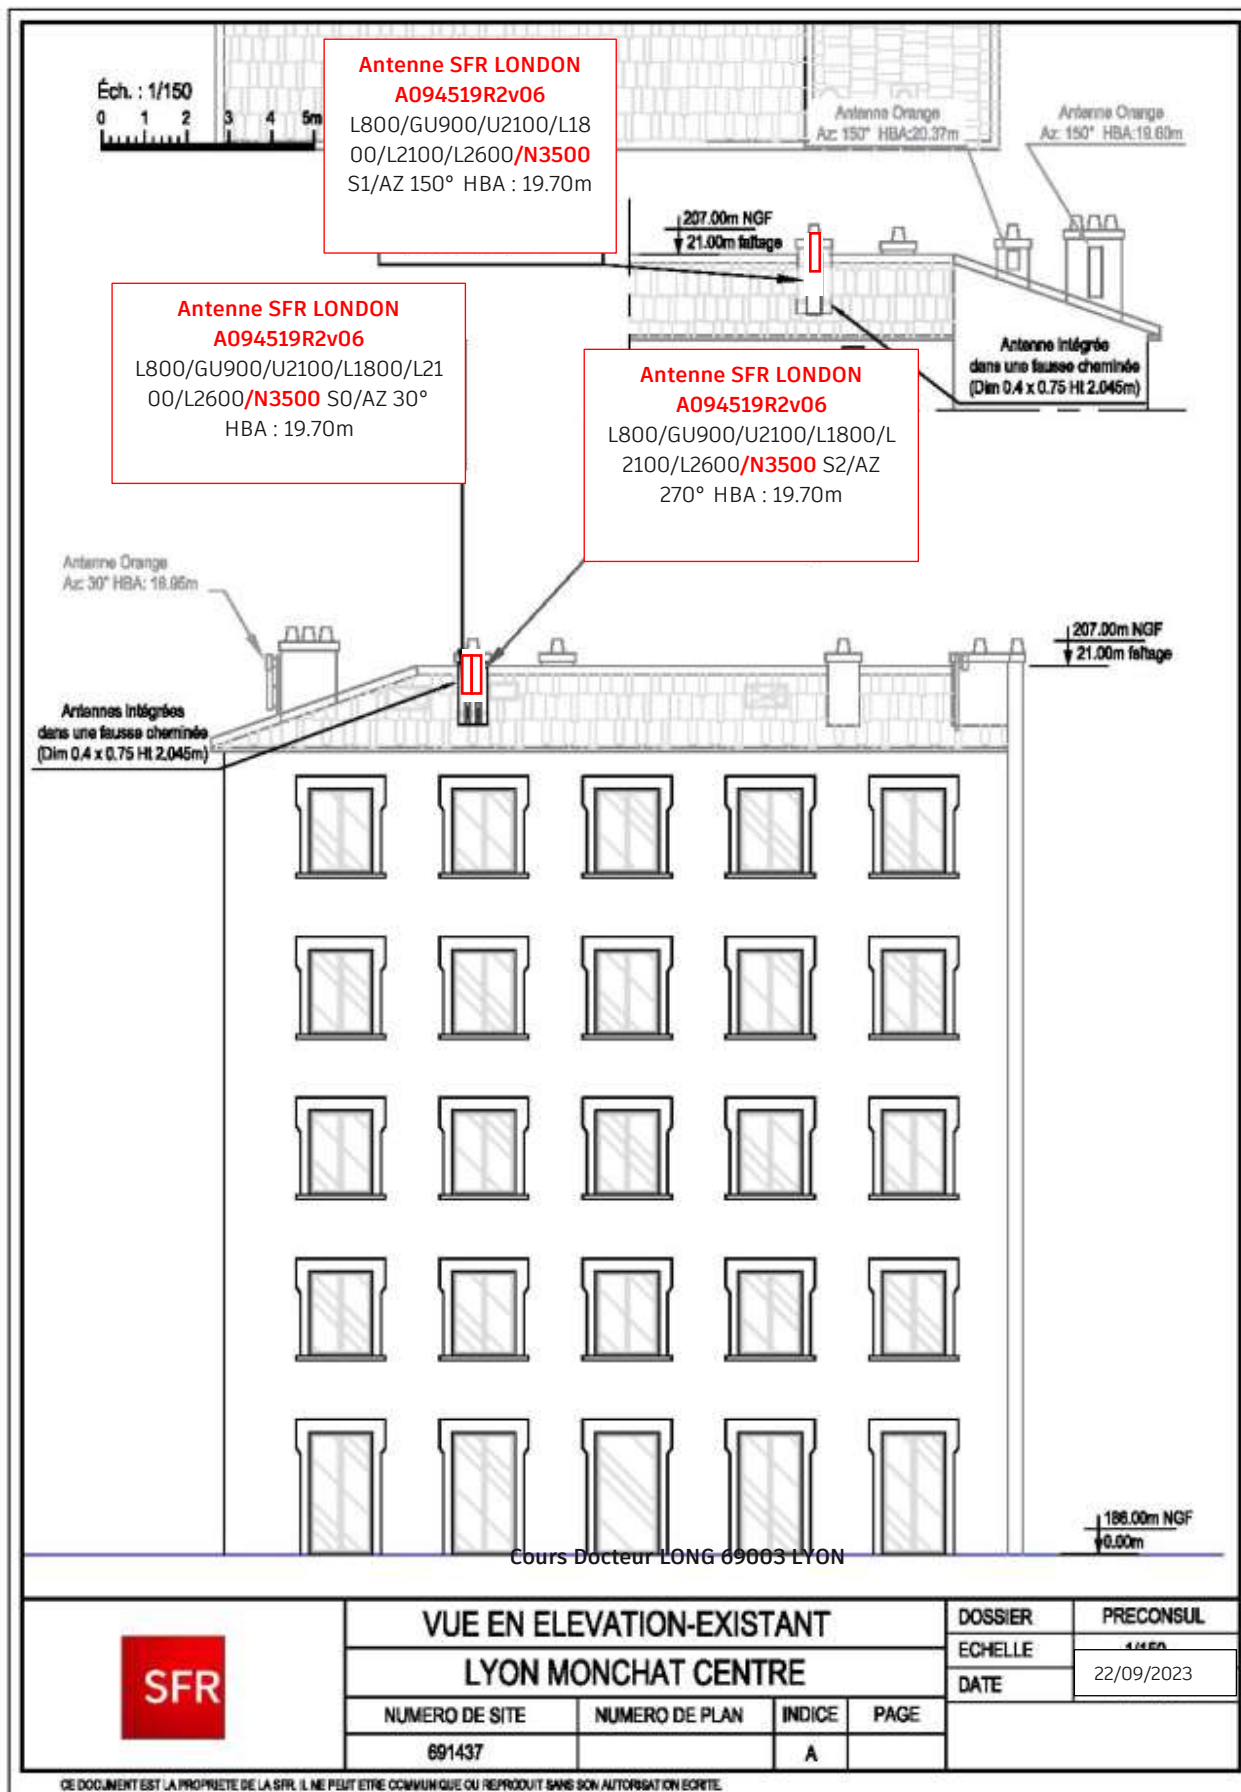 Éch. : 1/150
0 1 2 3 4 5m
Antenne SFR LONDON
A094519R2v06
L800/GU900/U2100/L18
00/L2100/L2600/N3500
S1/AZ 150° HBA : 19.70m
Antenne Orange
Az: 150° HBA:20.37m
Antenne Orange
Az: 150° HBA:19.60m
207.00m NGF
21.00m faîtage
Antenne SFR LONDON
A094519R2v06
L800/GU900/U2100/L1800/L21
00/L2600/N3500 S0/AZ 30°
HBA : 19.70m
Antenne SFR LONDON
A094519R2v06
L800/GU900/U2100/L1800/L
2100/L2600/N3500 S2/AZ
270° HBA : 19.70m
Antenne intégrée
dans une fausse cheminée
(Dim 0.4 x 0.75 Ht 2.045m)
Antenne Orange
Az: 30° HBA: 18.95m
207.00m NGF
21.00m faîtage
Antennes intégrées
dans une fausse cheminée
(Dim 0.4 x 0.75 Ht 2.045m)
186.00m NGF
0.00m
Cours Docteur LONG 69003 LYON
SFR
VUE EN ELEVATION-EXISTANT
LYON MONCHAT CENTRE
NUMERO DE SITE
NUMERO DE PLAN
INDICE
PAGE
691437
A
DOSSIER
PRECONSUL
ECHELLE
1/150
DATE
22/09/2023
CE DOCUMENT EST LA PROPRIETE DE LA SFR. IL NE PEUT ETRE COMMUNIQUE OU REPRODUIT SANS SON AUTORISATION ECRITE.